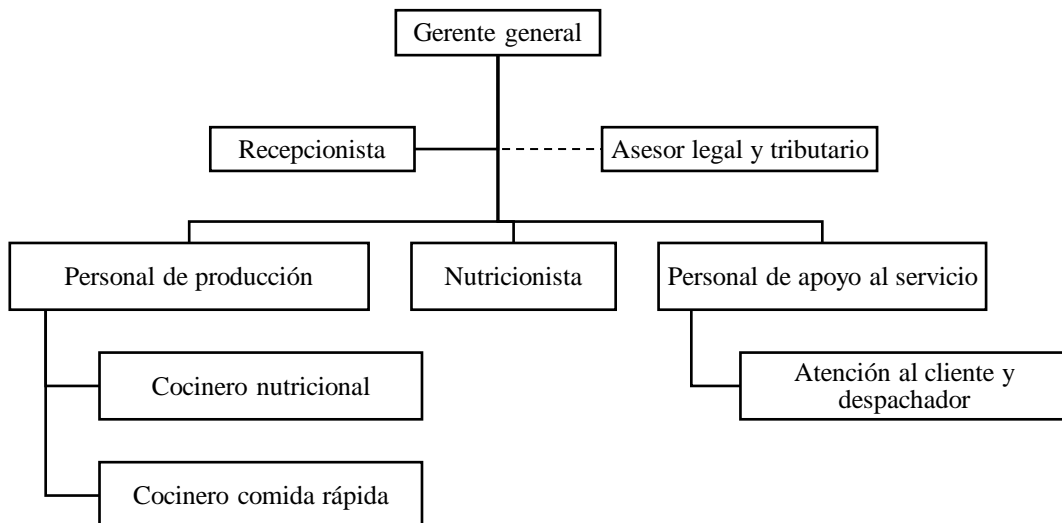 Gerente general
Recepcionista
Asesor legal y tributario
Personal de producción
Nutricionista
Personal de apoyo al servicio
Cocinero nutricional
Atención al cliente y
despachador
Cocinero comida rápida